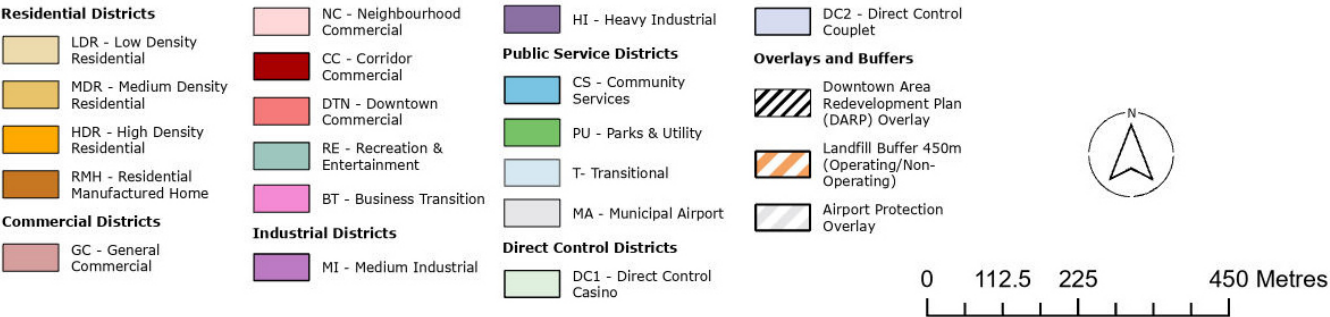 Residential Districts
LDR - Low Density
Residential
MDR - Medium Density
Residential
HDR - High Density
Residential
RMH - Residential
Manufactured Home
Commercial Districts
GC - General
Commercial
NC - Neighbourhood
Commercial
CC - Corridor
Commercial
DTN - Downtown
Commercial
RE - Recreation &
Entertainment
BT - Business Transition
Industrial Districts
MI - Medium Industrial
HI - Heavy Industrial
Public Service Districts
CS - Community
Services
PU - Parks & Utility
T- Transitional
MA - Municipal Airport
Direct Control Districts
DC1 - Direct Control
Casino
DC2 - Direct Control
Couplet
Overlays and Buffers
Downtown Area
Redevelopment Plan
(DARP) Overlay
Landfill Buffer 450m
(Operating/Non-
Operating)
Airport Protection
Overlay
N
0 112.5 225 450 Metres